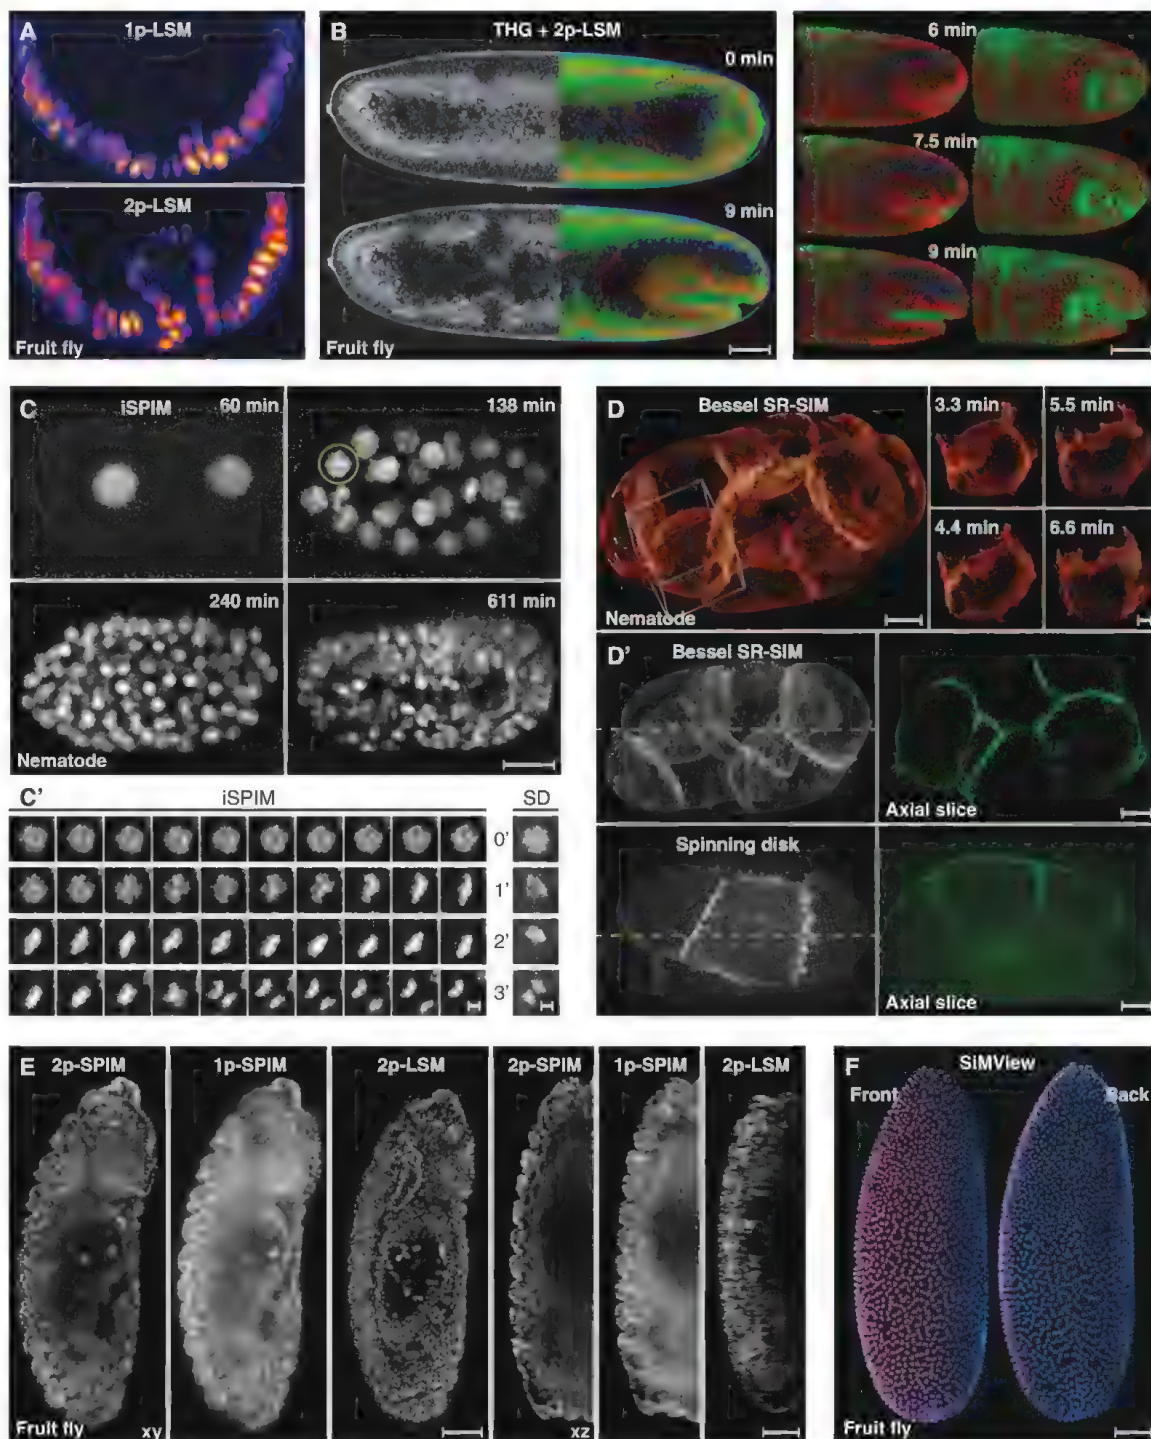 A
1p-LSM
2p-LSM
Fruit fly
B
THG + 2p-LSM
0 min
9 min
Fruit fly
6 min
7.5 min
9 min
C
iSPIM
60 min
138 min
240 min
611 min
Nematode
C'
iSPIM
SD
0'
1'
2'
3'
D
Bessel SR-SIM
Nematode
3.3 min
5.5 min
4.4 min
6.6 min
D'
Bessel SR-SIM
Axial slice
Spinning disk
Axial slice
E
2p-SPIM
1p-SPIM
2p-LSM
2p-SPIM
1p-SPIM
2p-LSM
Fruit fly
xy
xz
F
SiMView
Front
Back
Fruit fly